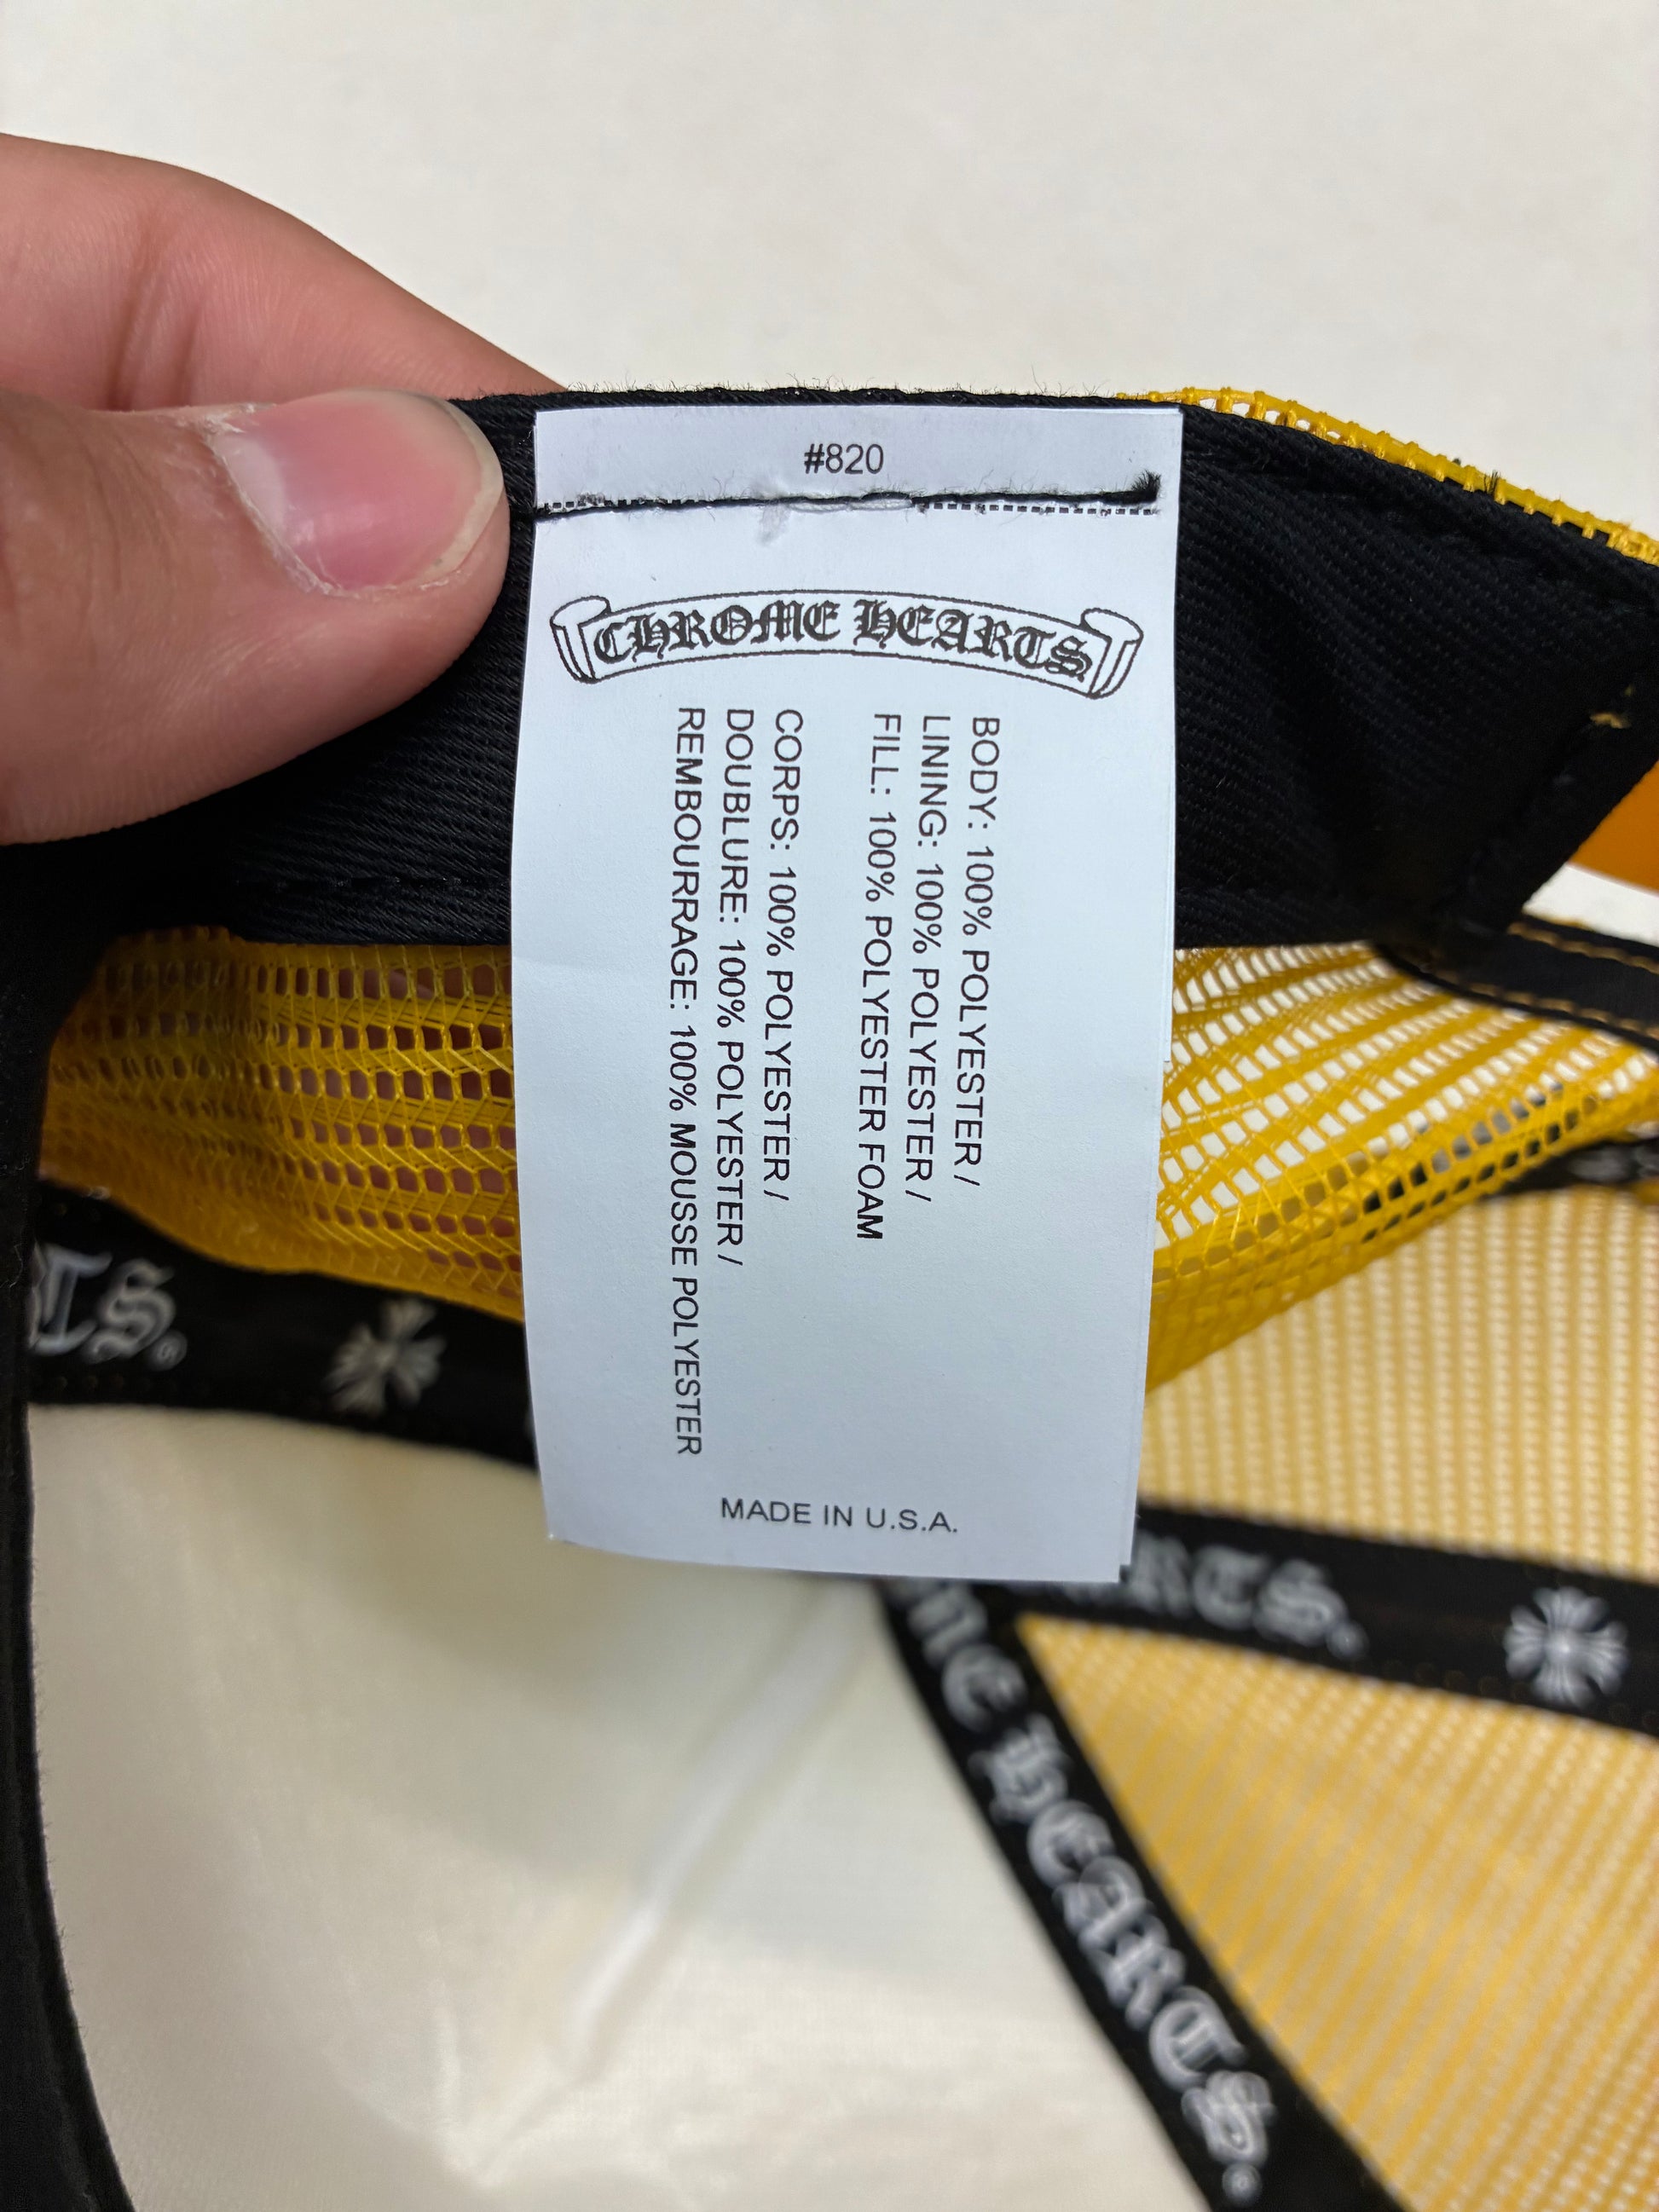 #820
CHROME HEARTS
BODY: 100% POLYESTER /
LINING: 100% POLYESTER /
FILL: 100% POLYESTER FOAM
CORPS: 100% POLYESTER /
DOUBLURE: 100% POLYESTER /
REMBOURRAGE: 100% MOUSSE POLYESTER
MADE IN U.S.A.
HEARTS